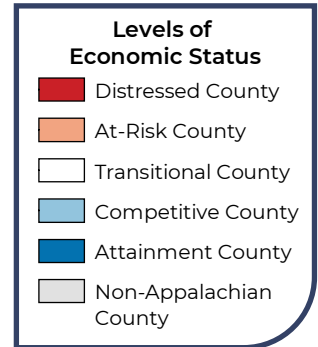 Levels of
Economic Status
Distressed County
At-Risk County
Transitional County
Competitive County
Attainment County
Non-Appalachian
County